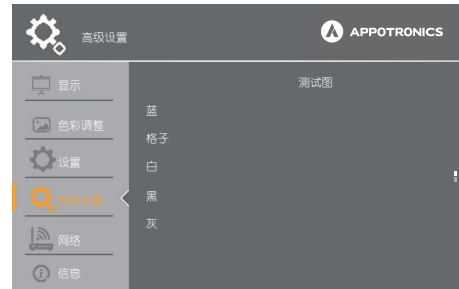 高级设置
APPOTRONICS
显示
色彩调整
设置
网络
信息
测试图
蓝
格子
白
黑
灰